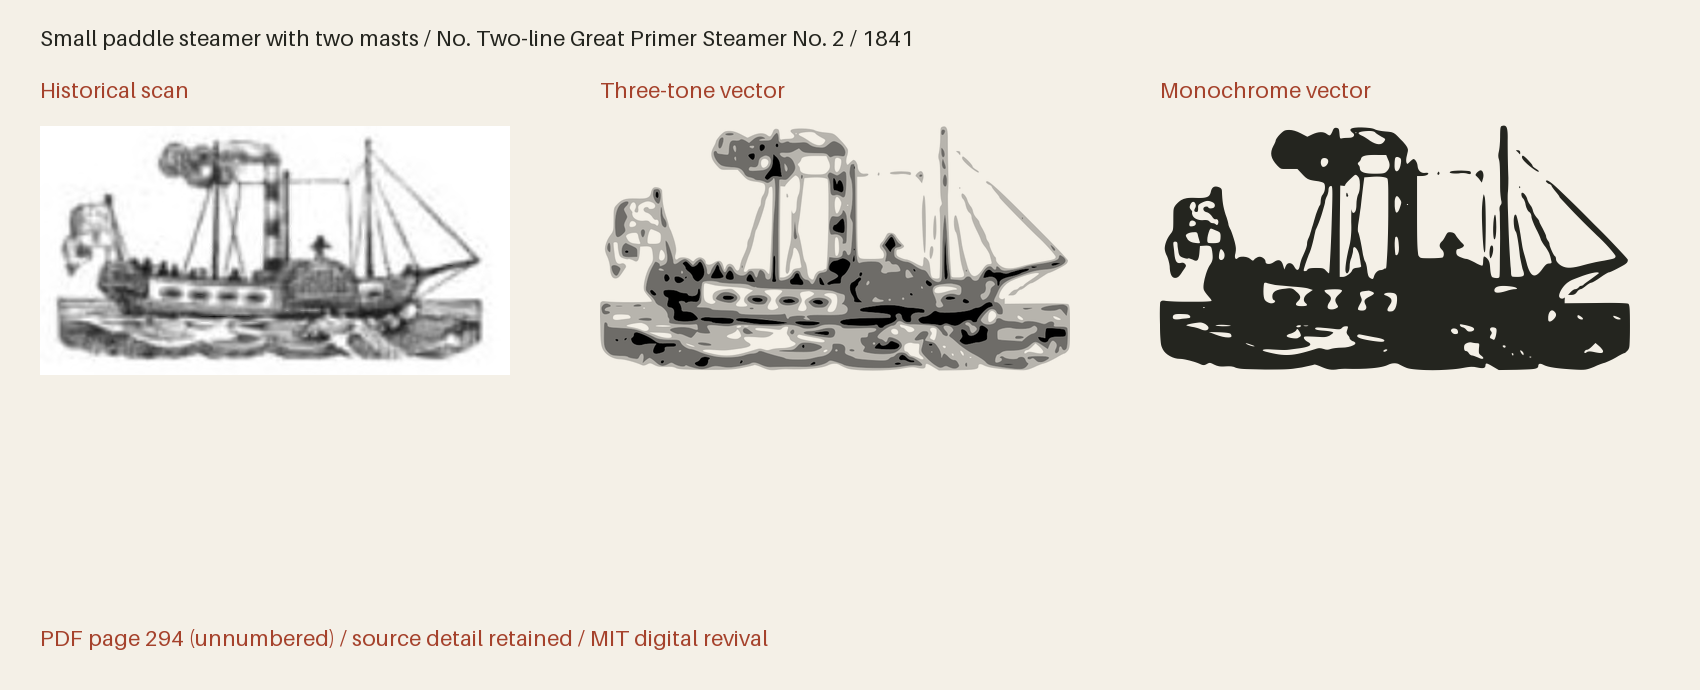 Small paddle steamer with two masts / No. Two-line Great Primer Steamer No. 2 / 1841
Historical scan
Three-tone vector
Monochrome vector
PDF page 294 (unnumbered) / source detail retained / MIT digital revival